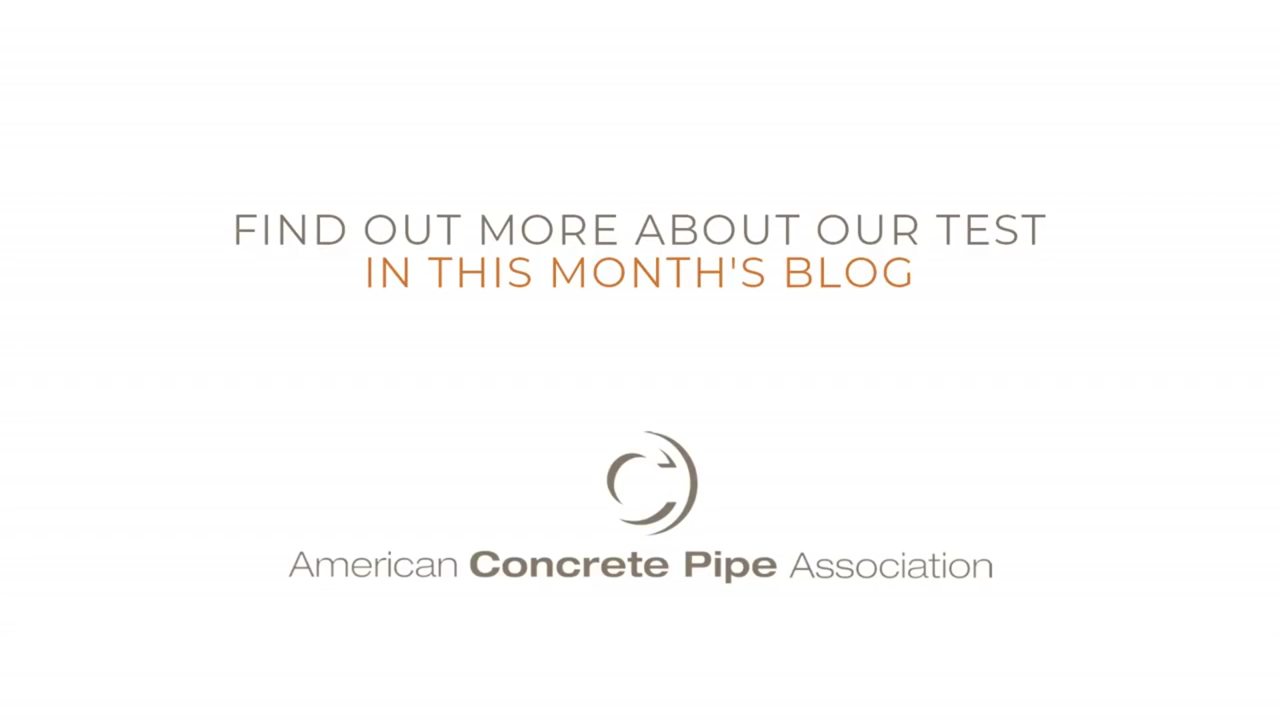 FIND OUT MORE ABOUT OUR TEST
IN THIS MONTH'S BLOG
American Concrete Pipe Association